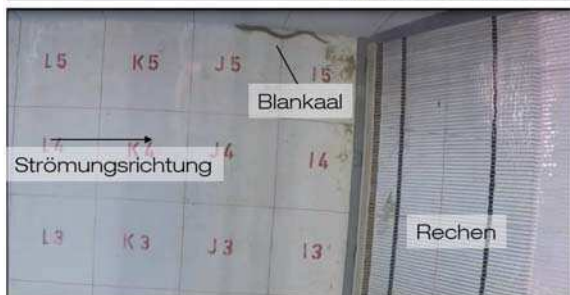 L5 K5 J5 I5
Blankaal
L4 K4 J4 I4
Strömungsrichtung
L3 K3 J3 I3
Rechen